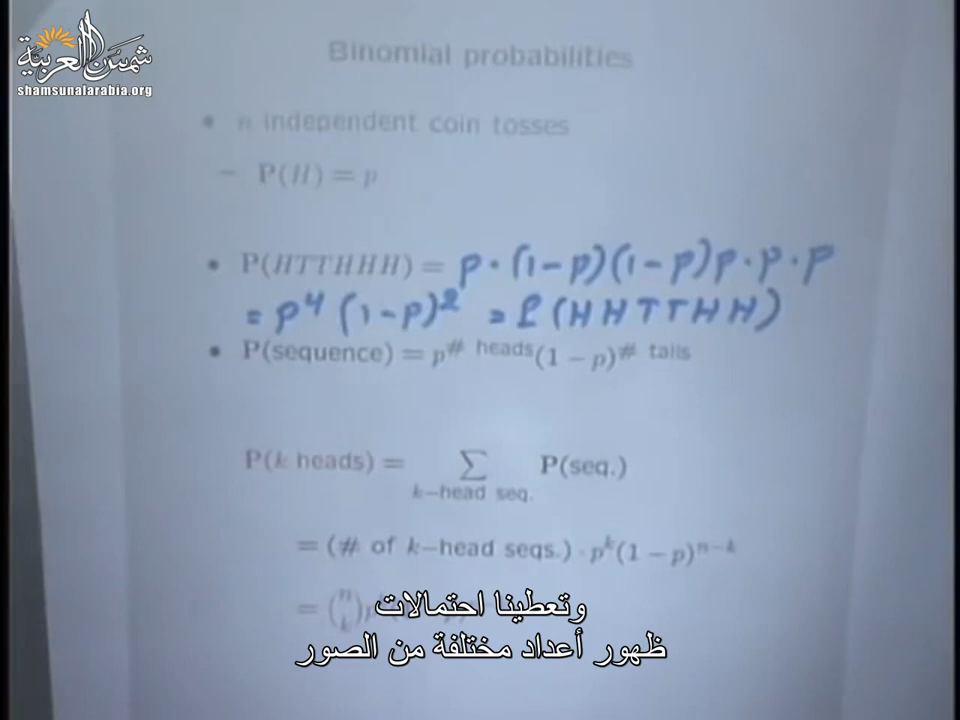 شمس العربية
shamsunalarabia.org
Binomial probabilities
• n independent coin tosses
– P(H) = p
• P(HTTHHH) = p · (1-p)(1-p)p · p · p
= p⁴ (1-p)² = P(HHTTHH)
• P(sequence) = p^# heads (1 − p)^# tails
P(k heads) = ∑ P(seq.)
k−head seq.
= (# of k−head seqs.) · p^k (1 − p)^n−k
= (n k)
وتعطينا احتمالات
ظهور أعداد مختلفة من الصور